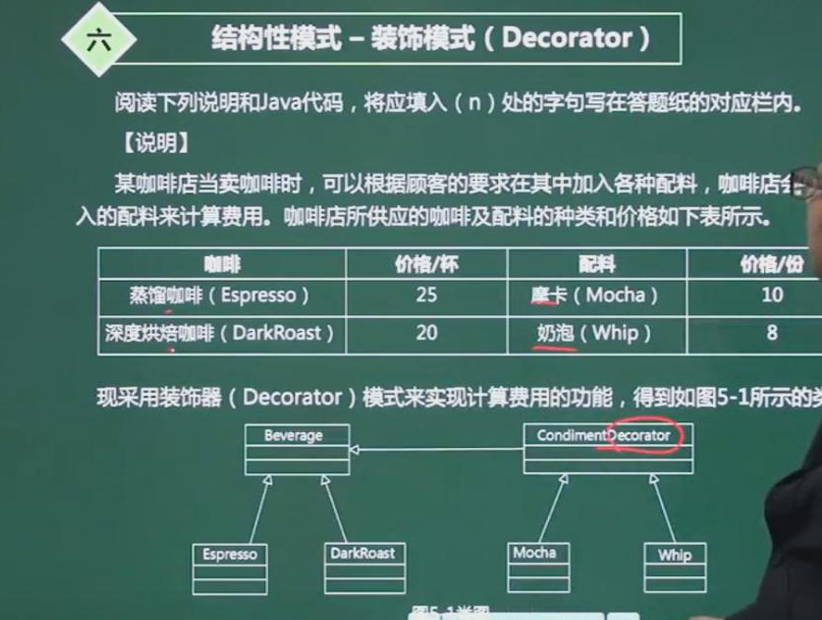 六
结构性模式 – 装饰模式（Decorator）
阅读下列说明和Java代码，将应填入（n）处的字句写在答题纸的对应栏内。
【说明】
某咖啡店当卖咖啡时，可以根据顾客的要求在其中加入各种配料，咖啡店会
入的配料来计算费用。咖啡店所供应的咖啡及配料的种类和价格如下表所示。
咖啡 价格/杯 配料 价格/份
蒸馏咖啡（Espresso） 25 摩卡（Mocha） 10
深度烘焙咖啡（DarkRoast） 20 奶泡（Whip） 8
现采用装饰器（Decorator）模式来实现计算费用的功能，得到如图5-1所示的类
Beverage CondimentDecorator
Espresso DarkRoast Mocha Whip
图5-1类图